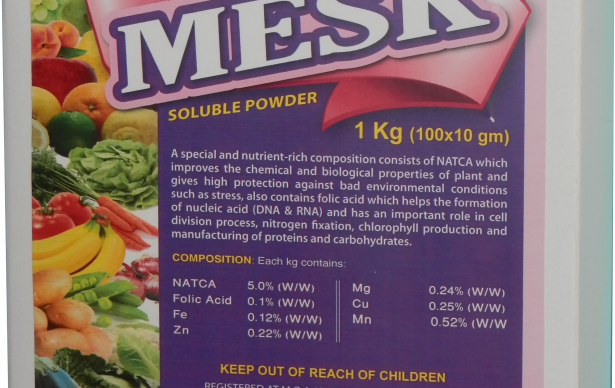 MESK
SOLUBLE POWDER
1 Kg (100x10 gm)
A special and nutrient-rich composition consists of NATCA which
improves the chemical and biological properties of plant and
gives high protection against bad environmental conditions
such as stress, also contains folic acid which helps the formation
of nucleic acid (DNA & RNA) and has an important role in cell
division process, nitrogen fixation, chlorophyll production and
manufacturing of proteins and carbohydrates.
COMPOSITION: Each kg contains:
NATCA 5.0% (W/W) Mg 0.24% (W/W)
Folic Acid 0.1% (W/W) Cu 0.25% (W/W)
Fe 0.12% (W/W) Mn 0.52% (W/W
Zn 0.22% (W/W)
KEEP OUT OF REACH OF CHILDREN
REGISTERED AT